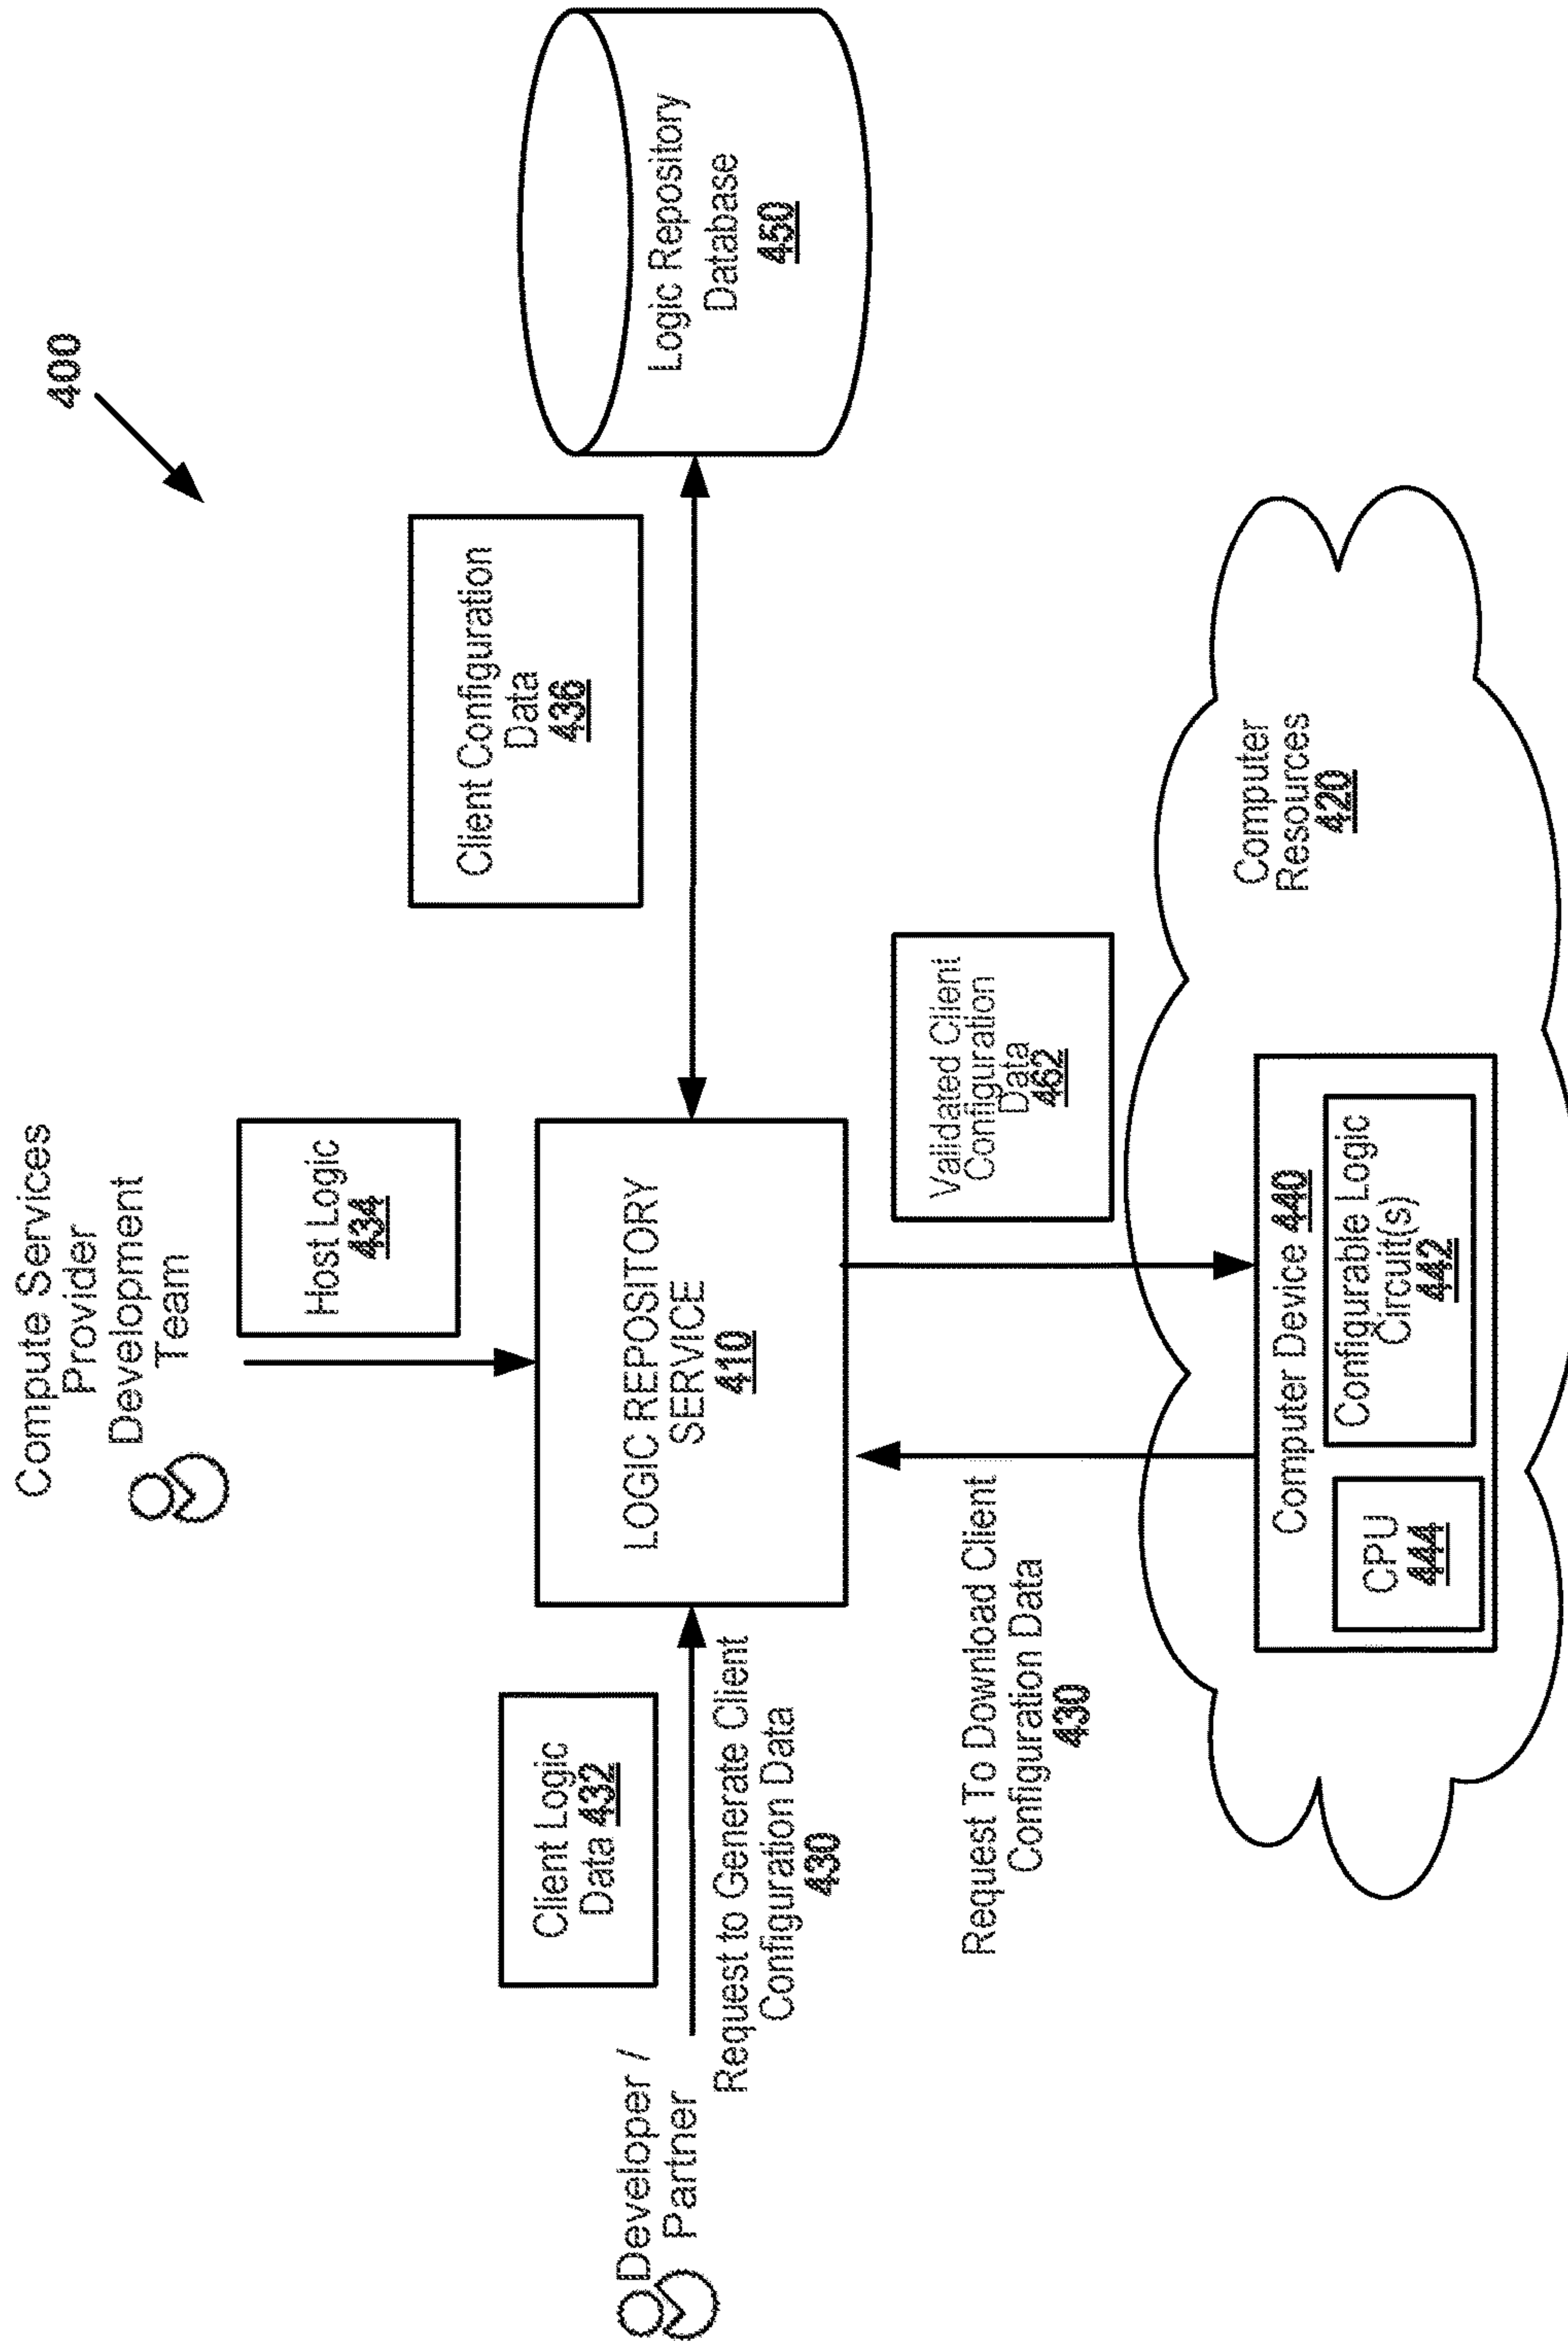 400
Compute Services
Provider
Development
Team
Host Logic
434
Client Configuration
Data
436
Client Logic
Data 432
Developer /
Partner
Request to Generate Client
Configuration Data
430
LOGIC REPOSITORY
SERVICE
410
Logic Repository
Database
450
Request To Download Client
Configuration Data
430
Validated Client
Configuration
Data
462
Computer
Resources
420
Computer Device 440
CPU
444
Configurable Logic
Circuit(s)
442